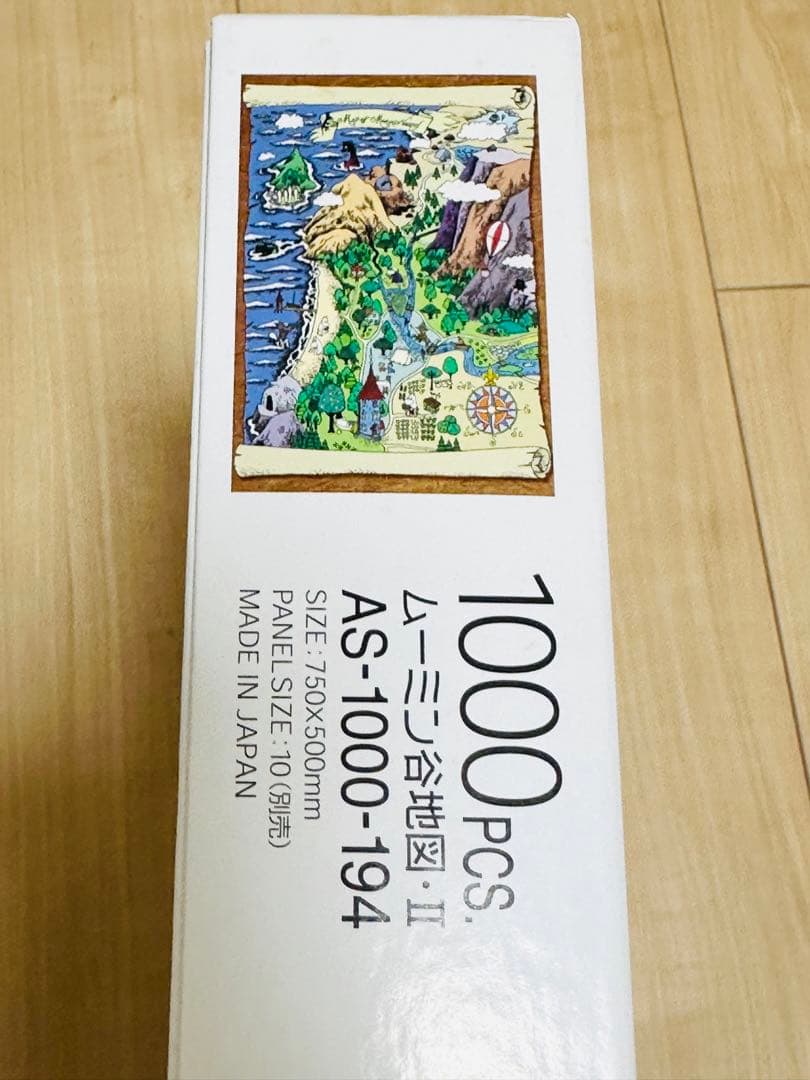 1000 PCS.
ムーミン谷地図・II
AS-1000-194
SIZE : 750x500mm
PANEL SIZE : 10 (別売)
MADE IN JAPAN